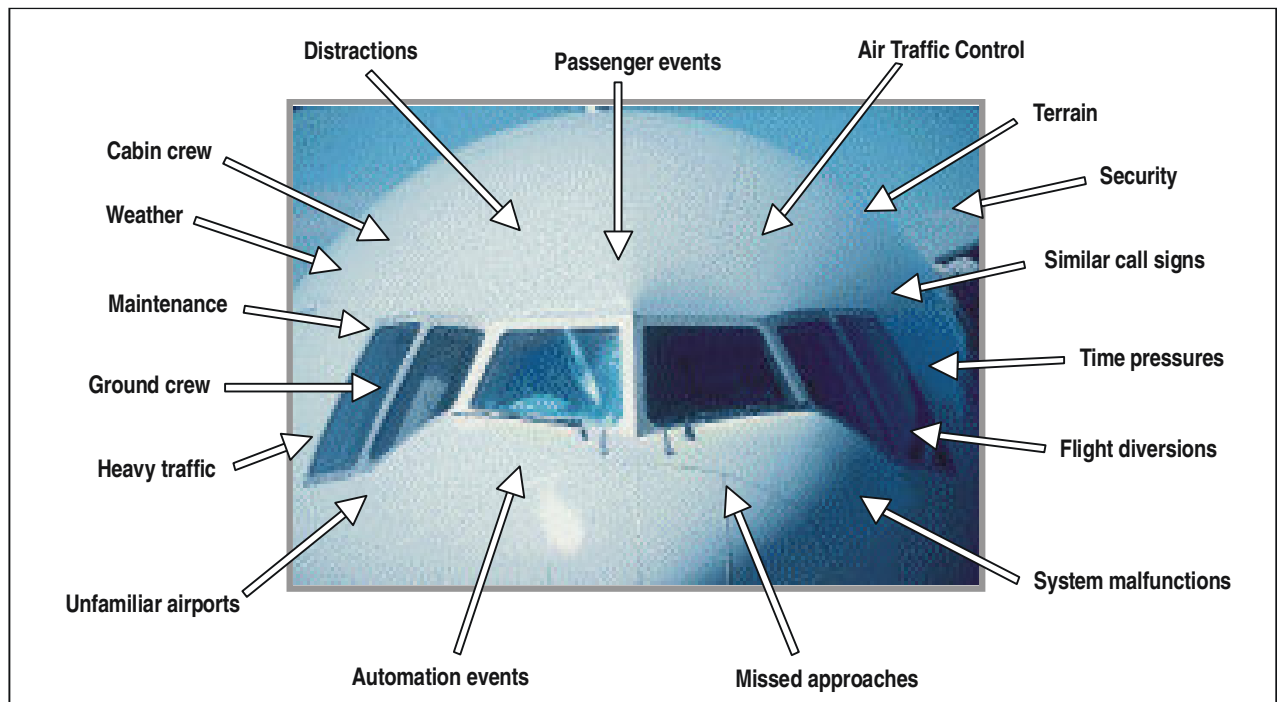 Distractions
Passenger events
Air Traffic Control
Cabin crew
Terrain
Weather
Security
Maintenance
Similar call signs
Ground crew
Time pressures
Heavy traffic
Flight diversions
Unfamiliar airports
System malfunctions
Automation events
Missed approaches